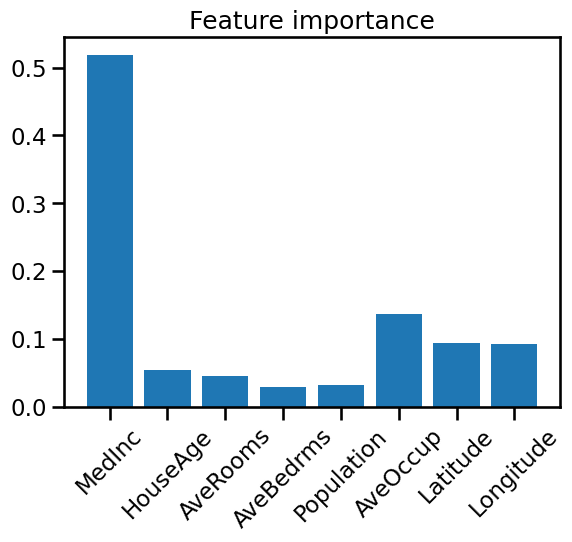 Feature importance
0.5
0.4
0.3
0.2
0.1
0.0
MedInc
HouseAge
AveRooms
AveBedrms
Population
AveOccup
Latitude
Longitude